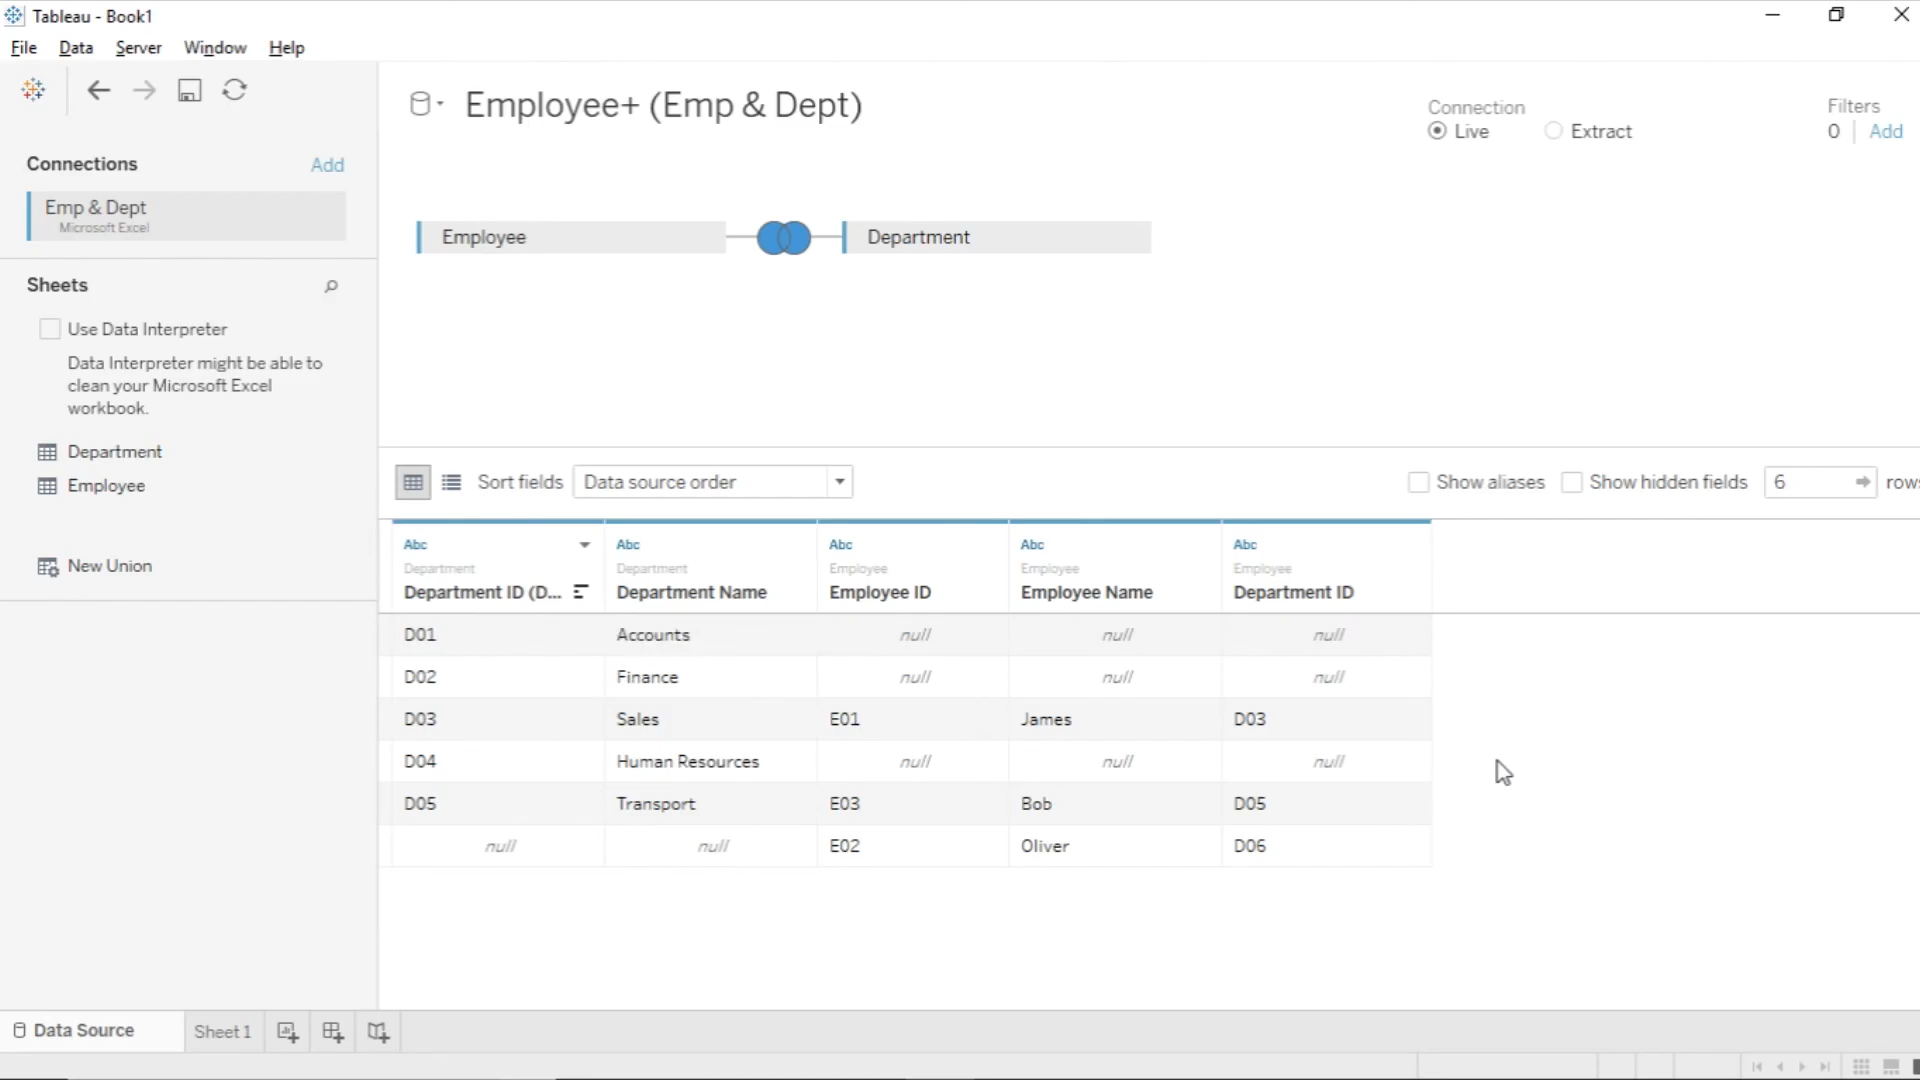 Tableau - Book1
File Data Server Window Help
Connections Add
Emp & Dept
Microsoft Excel
Sheets
Use Data Interpreter
Data Interpreter might be able to
clean your Microsoft Excel
workbook.
Department
Employee
New Union
Employee+ (Emp & Dept)
Connection
Live Extract
Filters
0 Add
Employee Department
Sort fields Data source order Show aliases Show hidden fields 6 rows
Abc Abc Abc Abc Abc
Department Department Employee Employee Employee
Department ID (D... Department Name Employee ID Employee Name Department ID
D01 Accounts null null null
D02 Finance null null null
D03 Sales E01 James D03
D04 Human Resources null null null
D05 Transport E03 Bob D05
null null E02 Oliver D06
Data Source Sheet 1